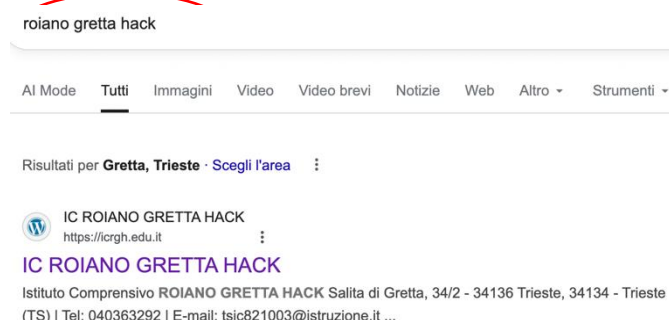 roiano gretta hack
AI Mode Tutti Immagini Video Video brevi Notizie Web Altro Strumenti
Risultati per Gretta, Trieste · Scegli l'area
IC ROIANO GRETTA HACK
https://icrgh.edu.it
IC ROIANO GRETTA HACK
Istituto Comprensivo ROIANO GRETTA HACK Salita di Gretta, 34/2 - 34136 Trieste, 34134 - Trieste
(TS) | Tel: 040363292 | E-mail: tsic821003@istruzione.it ...